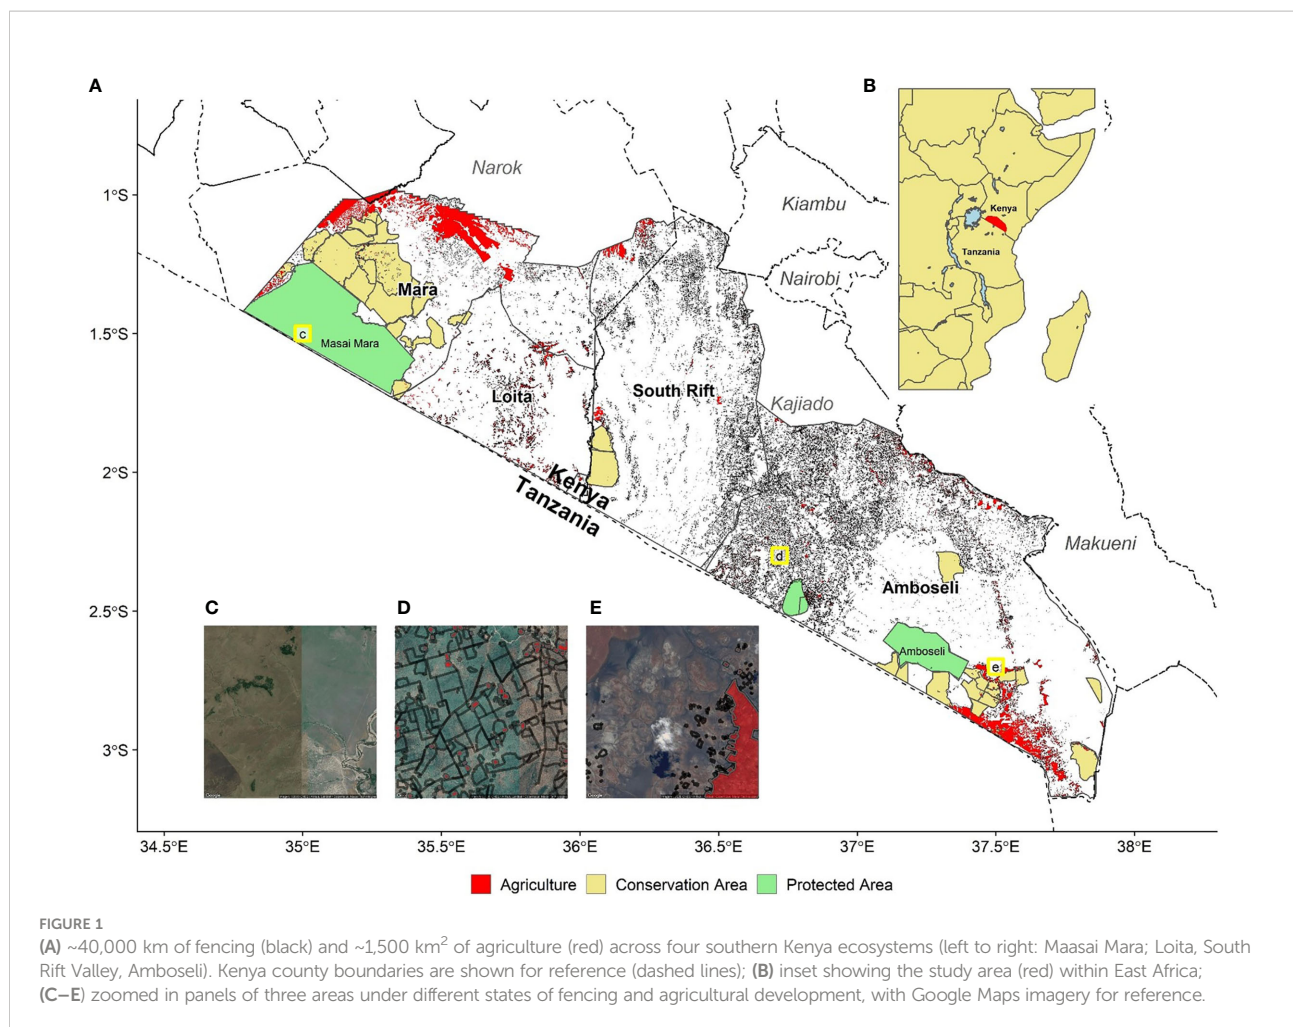 (A)
(B)
Narok
1°S
Kiambu
Kenya
Nairobi
Tanzania
Mara
1.5°S
c
Masai Mara
South Rift
Loita
Kajiado
2°S
Kenya
Tanzania
Makueni
d
Amboseli
2.5°S
C
D
E
Amboseli
e
3°S
Google
Google
34.5°E
35°E
35.5°E
36°E
36.5°E
37°E
37.5°E
38°E
Agriculture
Conservation Area
Protected Area
FIGURE 1
(A) ~40,000 km of fencing (black) and ~1,500 km² of agriculture (red) across four southern Kenya ecosystems (left to right: Maasai Mara; Loita, South
Rift Valley, Amboseli). Kenya county boundaries are shown for reference (dashed lines); (B) inset showing the study area (red) within East Africa;
(C–E) zoomed in panels of three areas under different states of fencing and agricultural development, with Google Maps imagery for reference.